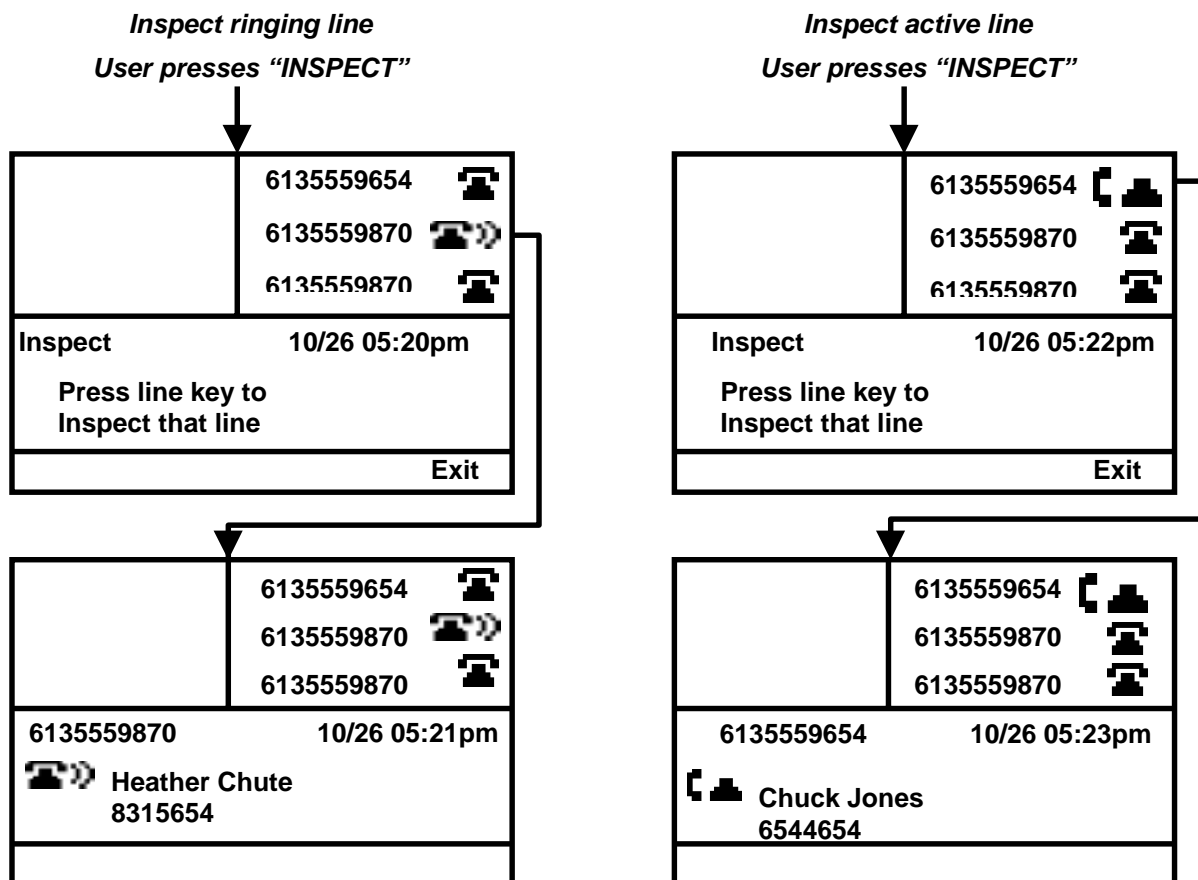 Inspect ringing line
User presses “INSPECT”
6135559654
6135559870
6135559870
Inspect 10/26 05:20pm
Press line key to
Inspect that line
Exit
6135559654
6135559870
6135559870
6135559870 10/26 05:21pm
Heather Chute
8315654
Inspect active line
User presses “INSPECT”
6135559654
6135559870
6135559870
Inspect 10/26 05:22pm
Press line key to
Inspect that line
Exit
6135559654
6135559870
6135559870
6135559654 10/26 05:23pm
Chuck Jones
6544654